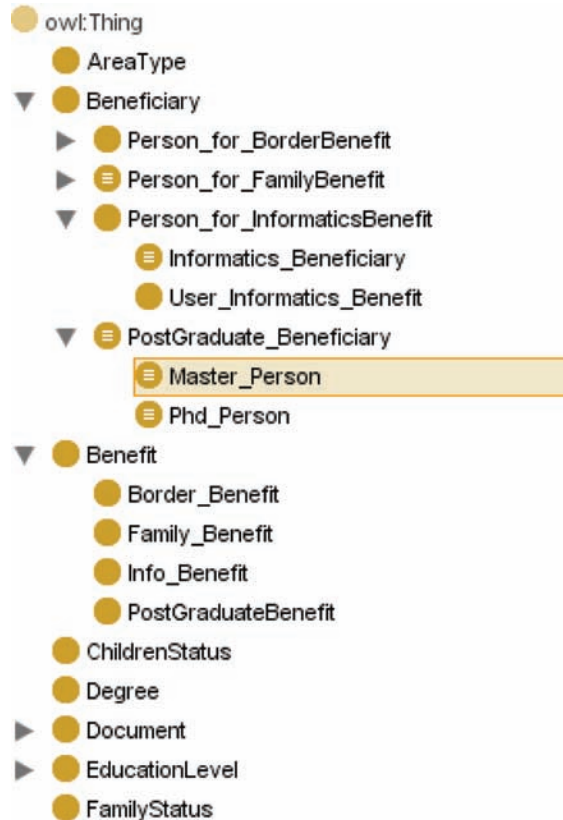 owl:Thing
AreaType
Beneficiary
Person_for_BorderBenefit
Person_for_FamilyBenefit
Person_for_InformaticsBenefit
Informatics_Beneficiary
User_Informatics_Benefit
PostGraduate_Beneficiary
Master_Person
Phd_Person
Benefit
Border_Benefit
Family_Benefit
Info_Benefit
PostGraduateBenefit
ChildrenStatus
Degree
Document
EducationLevel
FamilyStatus